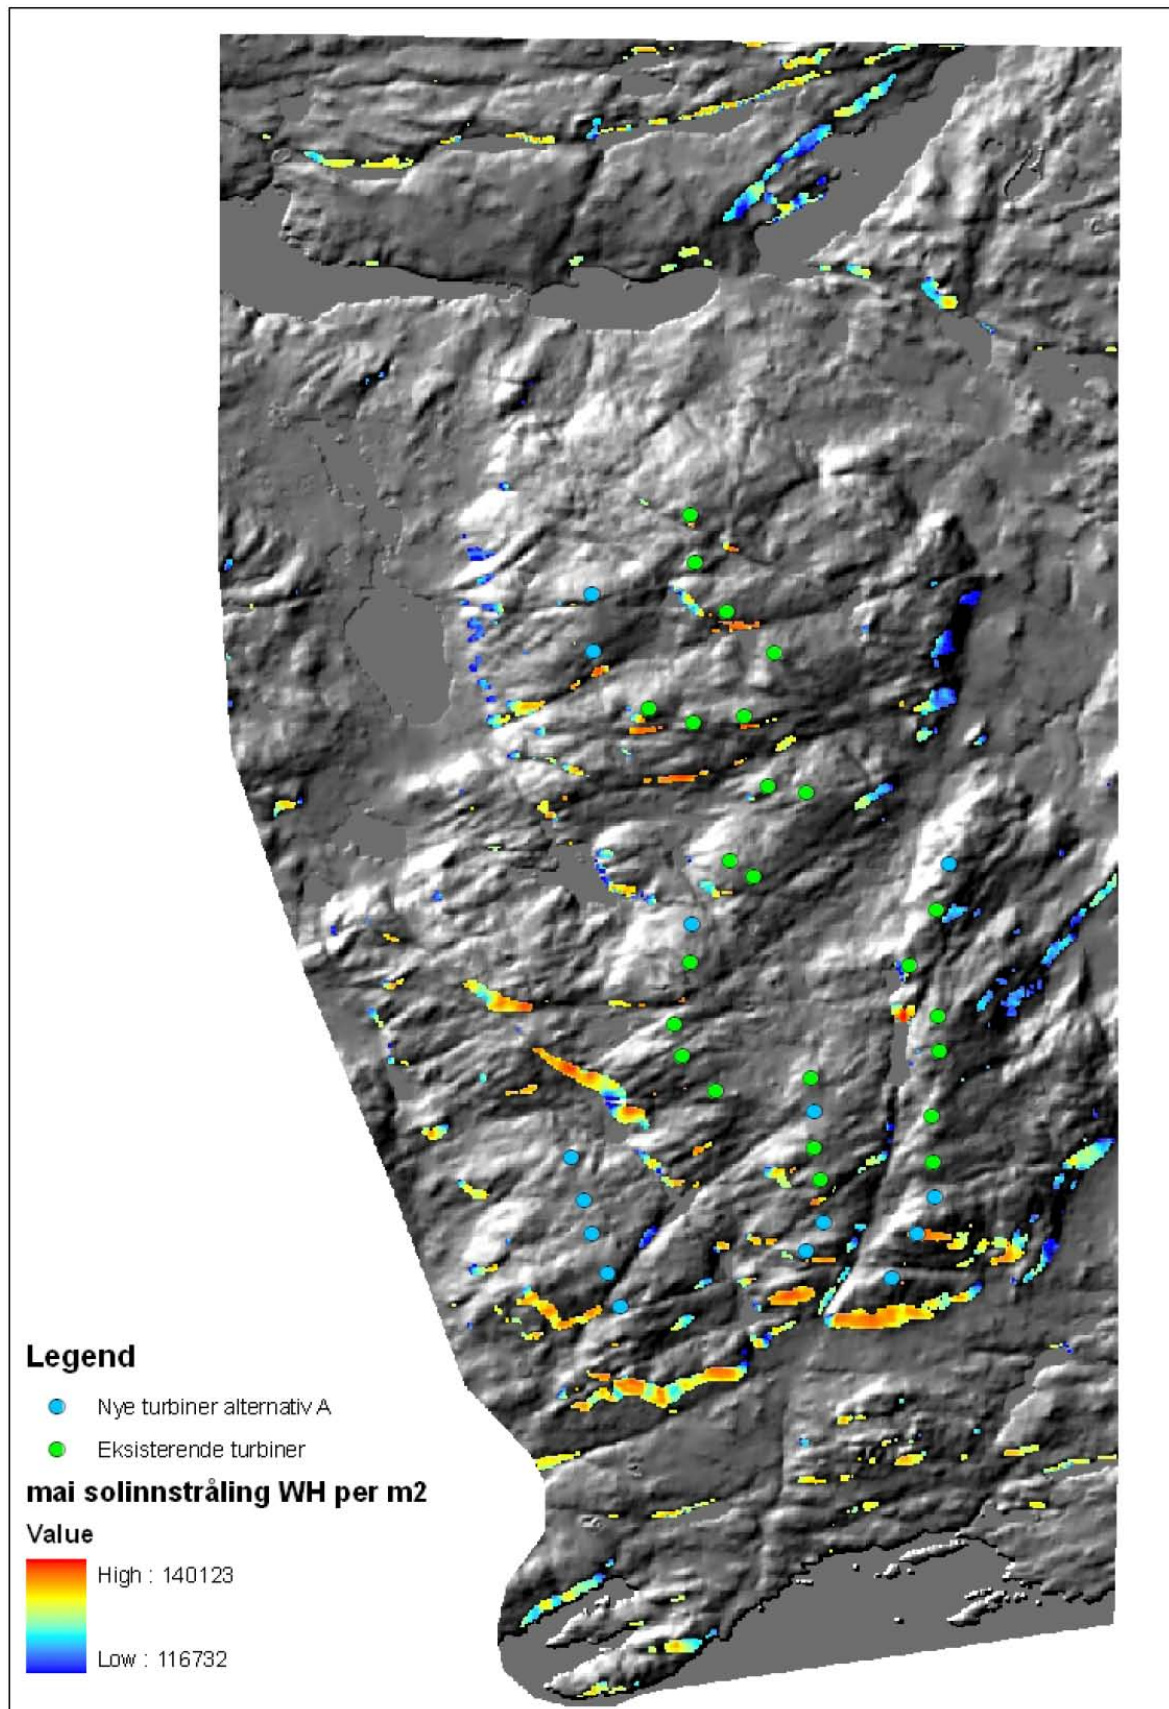 Legend
Nye turbiner alternativ A
Eksisterende turbiner
mai solinnstråling WH per m2
Value
High : 140123
Low : 116732